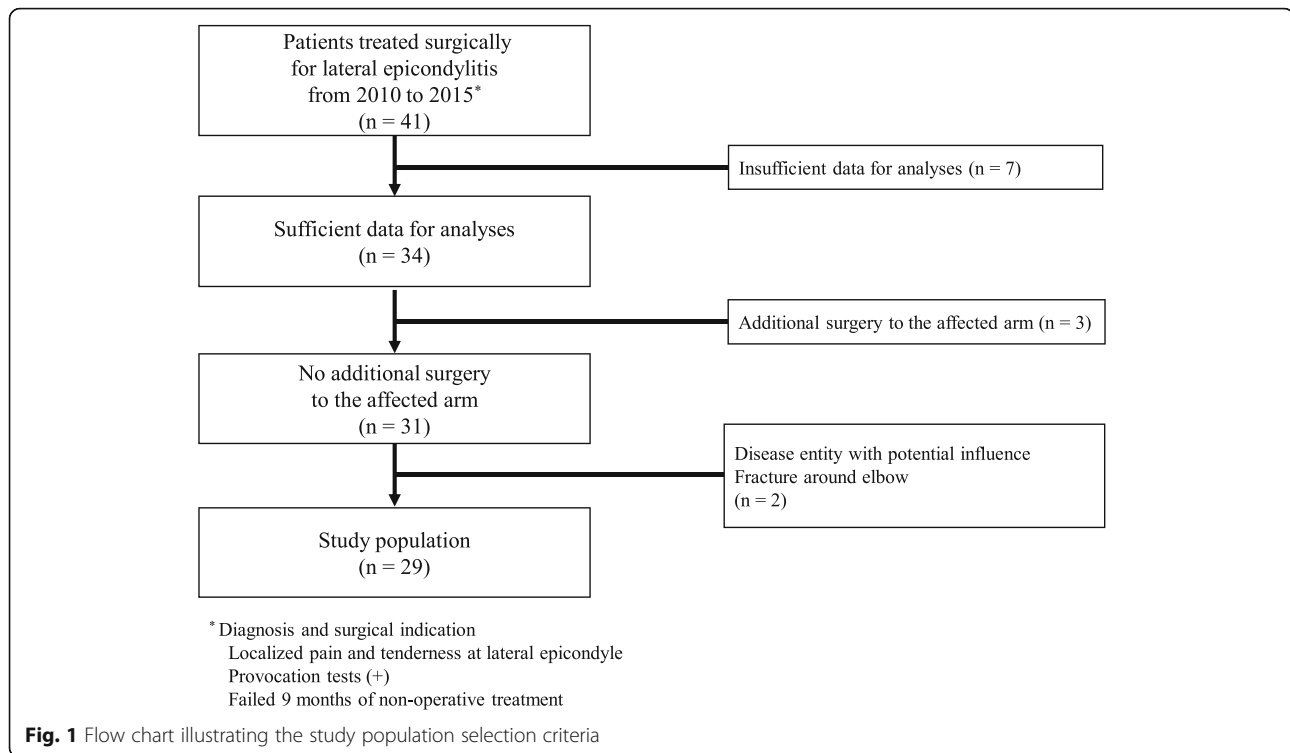 Patients treated surgically
for lateral epicondylitis
from 2010 to 2015*
(n = 41)
Insufficient data for analyses (n = 7)
Sufficient data for analyses
(n = 34)
Additional surgery to the affected arm (n = 3)
No additional surgery
to the affected arm
(n = 31)
Disease entity with potential influence
Fracture around elbow
(n = 2)
Study population
(n = 29)
* Diagnosis and surgical indication
Localized pain and tenderness at lateral epicondyle
Provocation tests (+)
Failed 9 months of non-operative treatment
Fig. 1 Flow chart illustrating the study population selection criteria